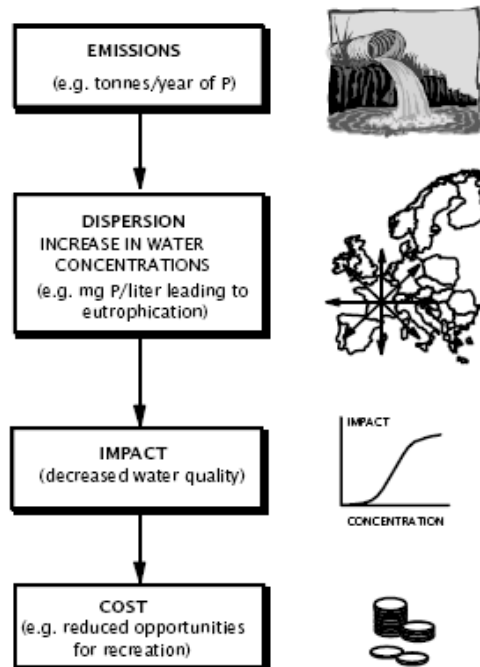 EMISSIONS
(e.g. tonnes/year of P)
DISPERSION
INCREASE IN WATER
CONCENTRATIONS
(e.g. mg P/liter leading to
eutrophication)
IMPACT
(decreased water quality)
IMPACT
CONCENTRATION
COST
(e.g. reduced opportunities
for recreation)